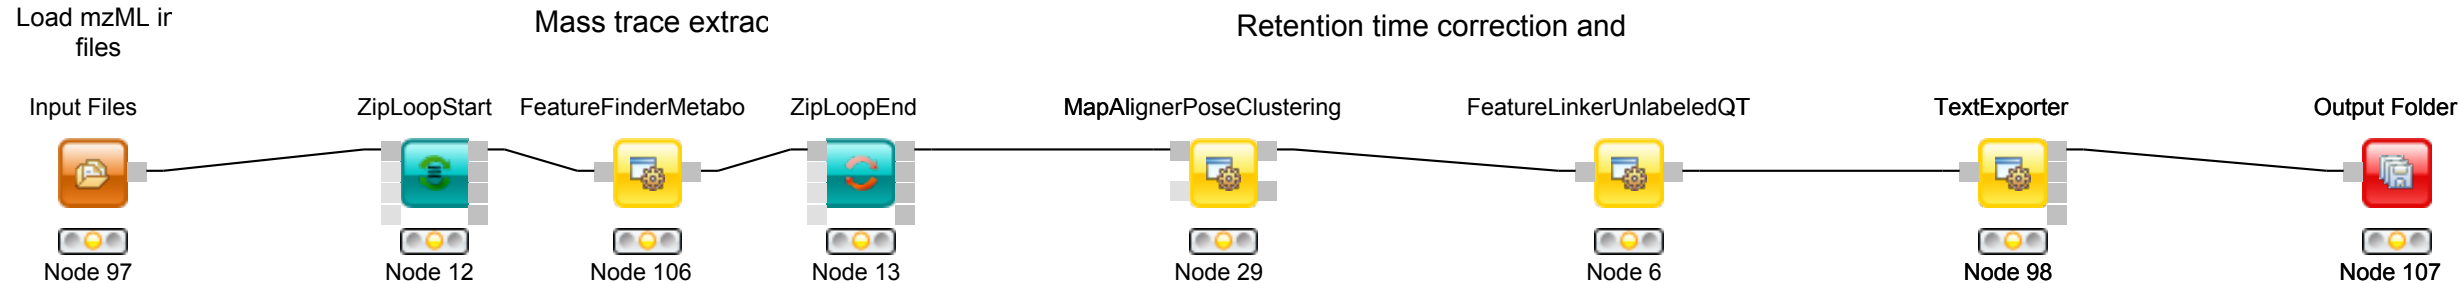 Load mzML ir
files
Mass trace extrac
Retention time correction and
Input Files
ZipLoopStart
FeatureFinderMetabo
ZipLoopEnd
MapAlignerPoseClustering
FeatureLinkerUnlabeledQT
TextExporter
Output Folder
Node 97
Node 12
Node 106
Node 13
Node 29
Node 6
Node 98
Node 107